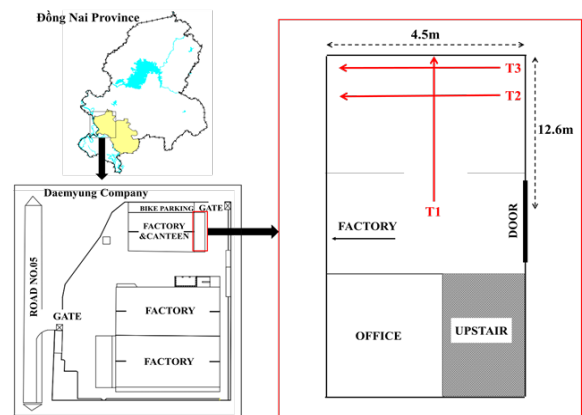 Đồng Nai Province
Daemyung Company
BIKE PARKING
GATE
FACTORY
&CANTEEN
ROAD NO.05
GATE
FACTORY
FACTORY
4.5m
T3
T2
12.6m
T1
FACTORY
DOOR
OFFICE
UPSTAIR